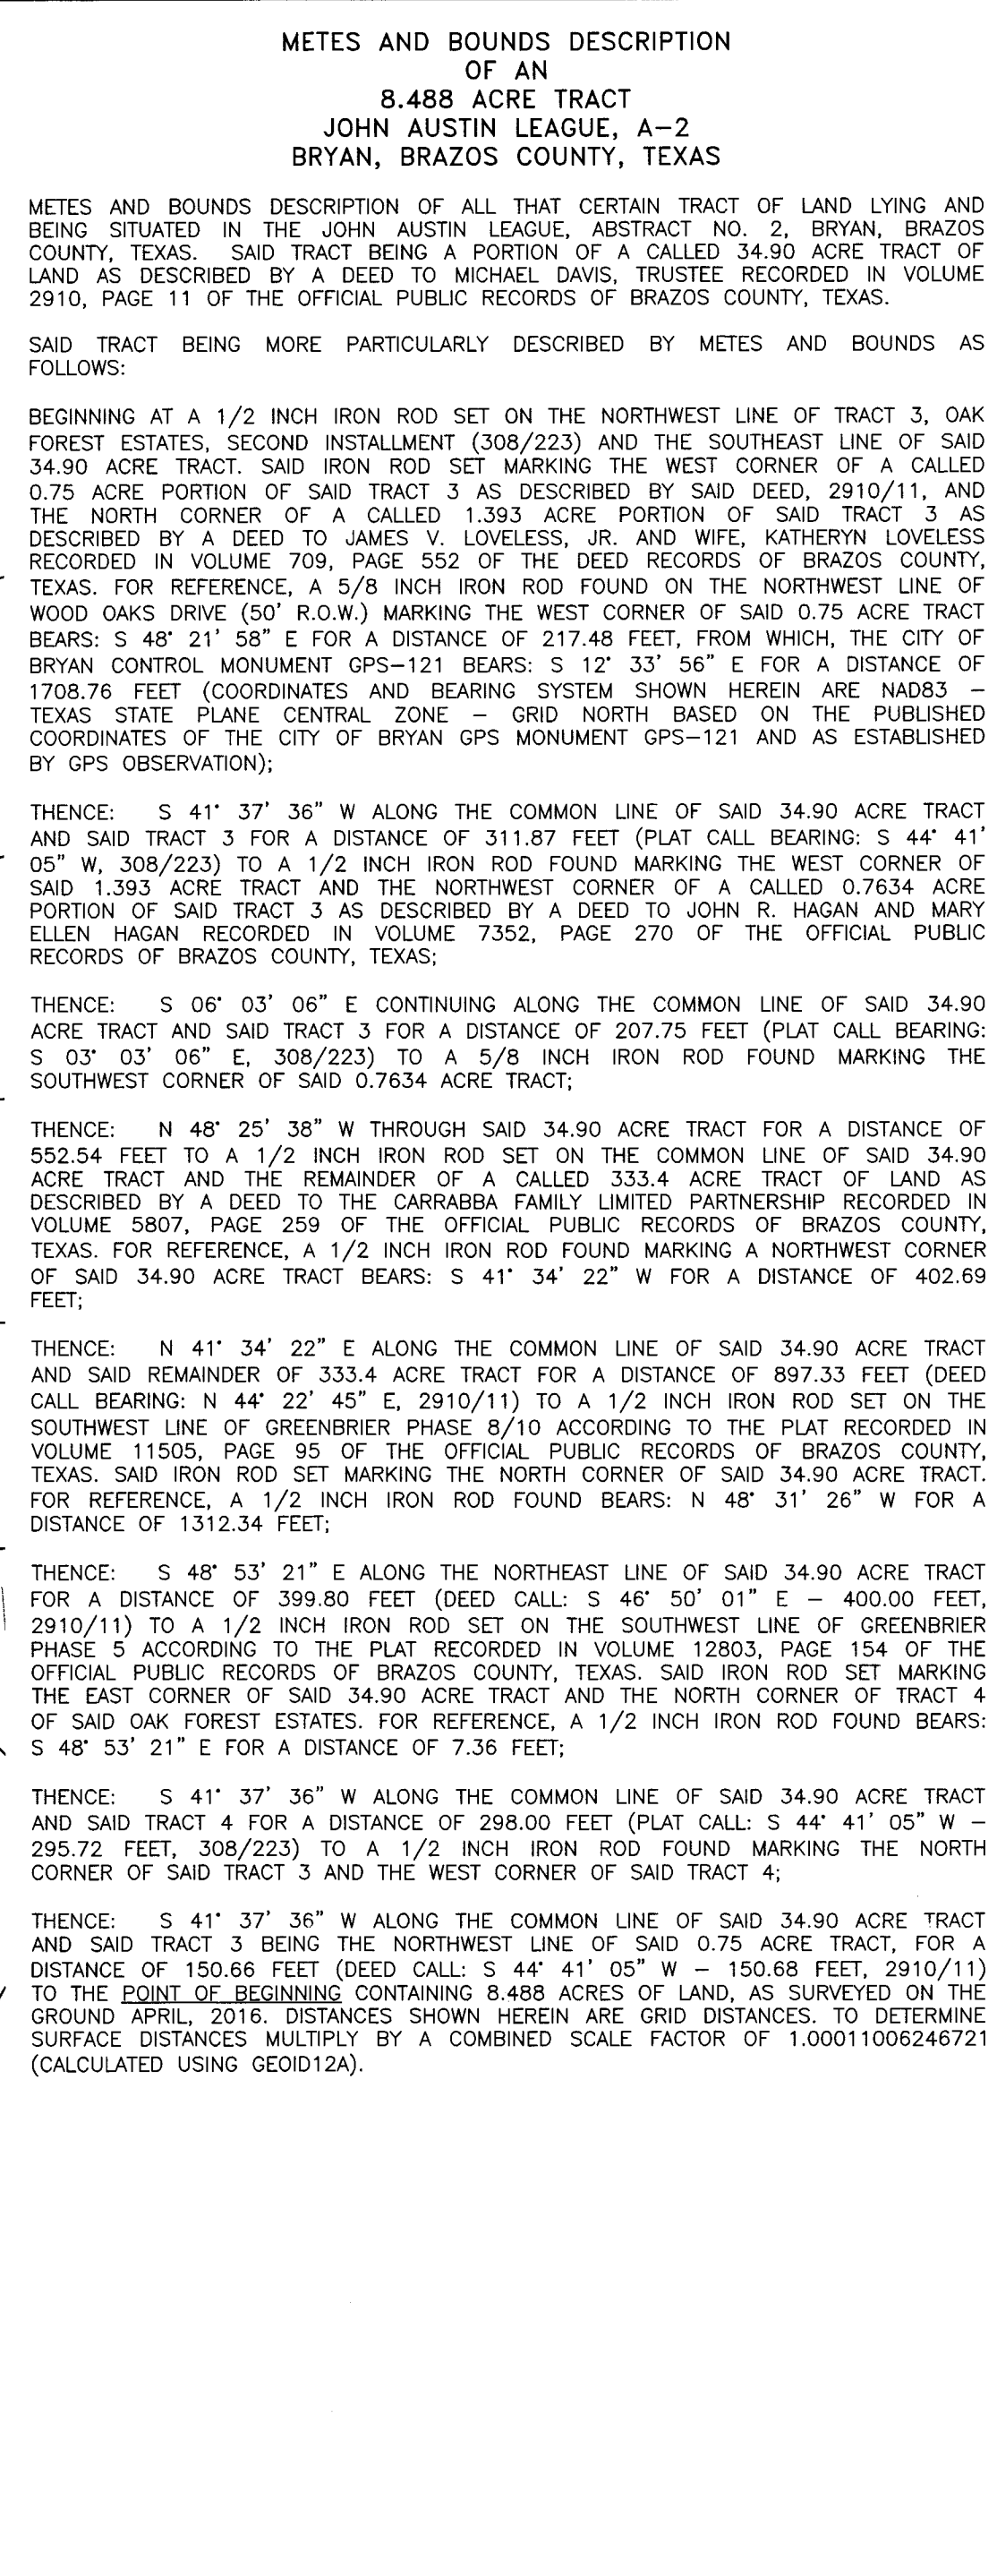 METES AND BOUNDS DESCRIPTION
OF AN
8.488 ACRE TRACT
JOHN AUSTIN LEAGUE, A-2
BRYAN, BRAZOS COUNTY, TEXAS
METES AND BOUNDS DESCRIPTION OF ALL THAT CERTAIN TRACT OF LAND LYING AND
BEING SITUATED IN THE JOHN AUSTIN LEAGUE, ABSTRACT NO. 2, BRYAN, BRAZOS
COUNTY, TEXAS. SAID TRACT BEING A PORTION OF A CALLED 34.90 ACRE TRACT OF
LAND AS DESCRIBED BY A DEED TO MICHAEL DAVIS, TRUSTEE RECORDED IN VOLUME
2910, PAGE 11 OF THE OFFICIAL PUBLIC RECORDS OF BRAZOS COUNTY, TEXAS.
SAID TRACT BEING MORE PARTICULARLY DESCRIBED BY METES AND BOUNDS AS
FOLLOWS:
BEGINNING AT A 1/2 INCH IRON ROD SET ON THE NORTHWEST LINE OF TRACT 3, OAK
FOREST ESTATES, SECOND INSTALLMENT (308/223) AND THE SOUTHEAST LINE OF SAID
34.90 ACRE TRACT. SAID IRON ROD SET MARKING THE WEST CORNER OF A CALLED
0.75 ACRE PORTION OF SAID TRACT 3 AS DESCRIBED BY SAID DEED, 2910/11, AND
THE NORTH CORNER OF A CALLED 1.393 ACRE PORTION OF SAID TRACT 3 AS
DESCRIBED BY A DEED TO JAMES V. LOVELESS, JR. AND WIFE, KATHERYN LOVELESS
RECORDED IN VOLUME 709, PAGE 552 OF THE DEED RECORDS OF BRAZOS COUNTY,
TEXAS. FOR REFERENCE, A 5/8 INCH IRON ROD FOUND ON THE NORTHWEST LINE OF
WOOD OAKS DRIVE (50' R.O.W.) MARKING THE WEST CORNER OF SAID 0.75 ACRE TRACT
BEARS: S 48° 21' 58" E FOR A DISTANCE OF 217.48 FEET, FROM WHICH, THE CITY OF
BRYAN CONTROL MONUMENT GPS-121 BEARS: S 12° 33' 56" E FOR A DISTANCE OF
1708.76 FEET (COORDINATES AND BEARING SYSTEM SHOWN HEREIN ARE NAD83 -
TEXAS STATE PLANE CENTRAL ZONE - GRID NORTH BASED ON THE PUBLISHED
COORDINATES OF THE CITY OF BRYAN GPS MONUMENT GPS-121 AND AS ESTABLISHED
BY GPS OBSERVATION);
THENCE: S 41° 37' 36" W ALONG THE COMMON LINE OF SAID 34.90 ACRE TRACT
AND SAID TRACT 3 FOR A DISTANCE OF 311.87 FEET (PLAT CALL BEARING: S 44° 41'
05" W, 308/223) TO A 1/2 INCH IRON ROD FOUND MARKING THE WEST CORNER OF
SAID 1.393 ACRE TRACT AND THE NORTHWEST CORNER OF A CALLED 0.7634 ACRE
PORTION OF SAID TRACT 3 AS DESCRIBED BY A DEED TO JOHN R. HAGAN AND MARY
ELLEN HAGAN RECORDED IN VOLUME 7352, PAGE 270 OF THE OFFICIAL PUBLIC
RECORDS OF BRAZOS COUNTY, TEXAS;
THENCE: S 06° 03' 06" E CONTINUING ALONG THE COMMON LINE OF SAID 34.90
ACRE TRACT AND SAID TRACT 3 FOR A DISTANCE OF 207.75 FEET (PLAT CALL BEARING:
S 03° 03' 06" E, 308/223) TO A 5/8 INCH IRON ROD FOUND MARKING THE
SOUTHWEST CORNER OF SAID 0.7634 ACRE TRACT;
THENCE: N 48° 25' 38" W THROUGH SAID 34.90 ACRE TRACT FOR A DISTANCE OF
552.54 FEET TO A 1/2 INCH IRON ROD SET ON THE COMMON LINE OF SAID 34.90
ACRE TRACT AND THE REMAINDER OF A CALLED 333.4 ACRE TRACT OF LAND AS
DESCRIBED BY A DEED TO THE CARRABBA FAMILY LIMITED PARTNERSHIP RECORDED IN
VOLUME 5807, PAGE 259 OF THE OFFICIAL PUBLIC RECORDS OF BRAZOS COUNTY,
TEXAS. FOR REFERENCE, A 1/2 INCH IRON ROD FOUND MARKING A NORTHWEST CORNER
OF SAID 34.90 ACRE TRACT BEARS: S 41° 34' 22" W FOR A DISTANCE OF 402.69
FEET;
THENCE: N 41° 34' 22" E ALONG THE COMMON LINE OF SAID 34.90 ACRE TRACT
AND SAID REMAINDER OF 333.4 ACRE TRACT FOR A DISTANCE OF 897.33 FEET (DEED
CALL BEARING: N 44° 22' 45" E, 2910/11) TO A 1/2 INCH IRON ROD SET ON THE
SOUTHWEST LINE OF GREENBRIER PHASE 8/10 ACCORDING TO THE PLAT RECORDED IN
VOLUME 11505, PAGE 95 OF THE OFFICIAL PUBLIC RECORDS OF BRAZOS COUNTY,
TEXAS. SAID IRON ROD SET MARKING THE NORTH CORNER OF SAID 34.90 ACRE TRACT.
FOR REFERENCE, A 1/2 INCH IRON ROD FOUND BEARS: N 48° 31' 26" W FOR A
DISTANCE OF 1312.34 FEET;
THENCE: S 48° 53' 21" E ALONG THE NORTHEAST LINE OF SAID 34.90 ACRE TRACT
FOR A DISTANCE OF 399.80 FEET (DEED CALL: S 46° 50' 01" E - 400.00 FEET,
2910/11) TO A 1/2 INCH IRON ROD SET ON THE SOUTHWEST LINE OF GREENBRIER
PHASE 5 ACCORDING TO THE PLAT RECORDED IN VOLUME 12803, PAGE 154 OF THE
OFFICIAL PUBLIC RECORDS OF BRAZOS COUNTY, TEXAS. SAID IRON ROD SET MARKING
THE EAST CORNER OF SAID 34.90 ACRE TRACT AND THE NORTH CORNER OF TRACT 4
OF SAID OAK FOREST ESTATES. FOR REFERENCE, A 1/2 INCH IRON ROD FOUND BEARS:
S 48° 53' 21" E FOR A DISTANCE OF 7.36 FEET;
THENCE: S 41° 37' 36" W ALONG THE COMMON LINE OF SAID 34.90 ACRE TRACT
AND SAID TRACT 4 FOR A DISTANCE OF 298.00 FEET (PLAT CALL: S 44° 41' 05" W -
295.72 FEET, 308/223) TO A 1/2 INCH IRON ROD FOUND MARKING THE NORTH
CORNER OF SAID TRACT 3 AND THE WEST CORNER OF SAID TRACT 4;
THENCE: S 41° 37' 36" W ALONG THE COMMON LINE OF SAID 34.90 ACRE TRACT
AND SAID TRACT 3 BEING THE NORTHWEST LINE OF SAID 0.75 ACRE TRACT, FOR A
DISTANCE OF 150.66 FEET (DEED CALL: S 44° 41' 05" W - 150.68 FEET, 2910/11)
TO THE POINT OF BEGINNING CONTAINING 8.488 ACRES OF LAND, AS SURVEYED ON THE
GROUND APRIL, 2016. DISTANCES SHOWN HEREIN ARE GRID DISTANCES. TO DETERMINE
SURFACE DISTANCES MULTIPLY BY A COMBINED SCALE FACTOR OF 1.00011006246721
(CALCULATED USING GEOID12A).